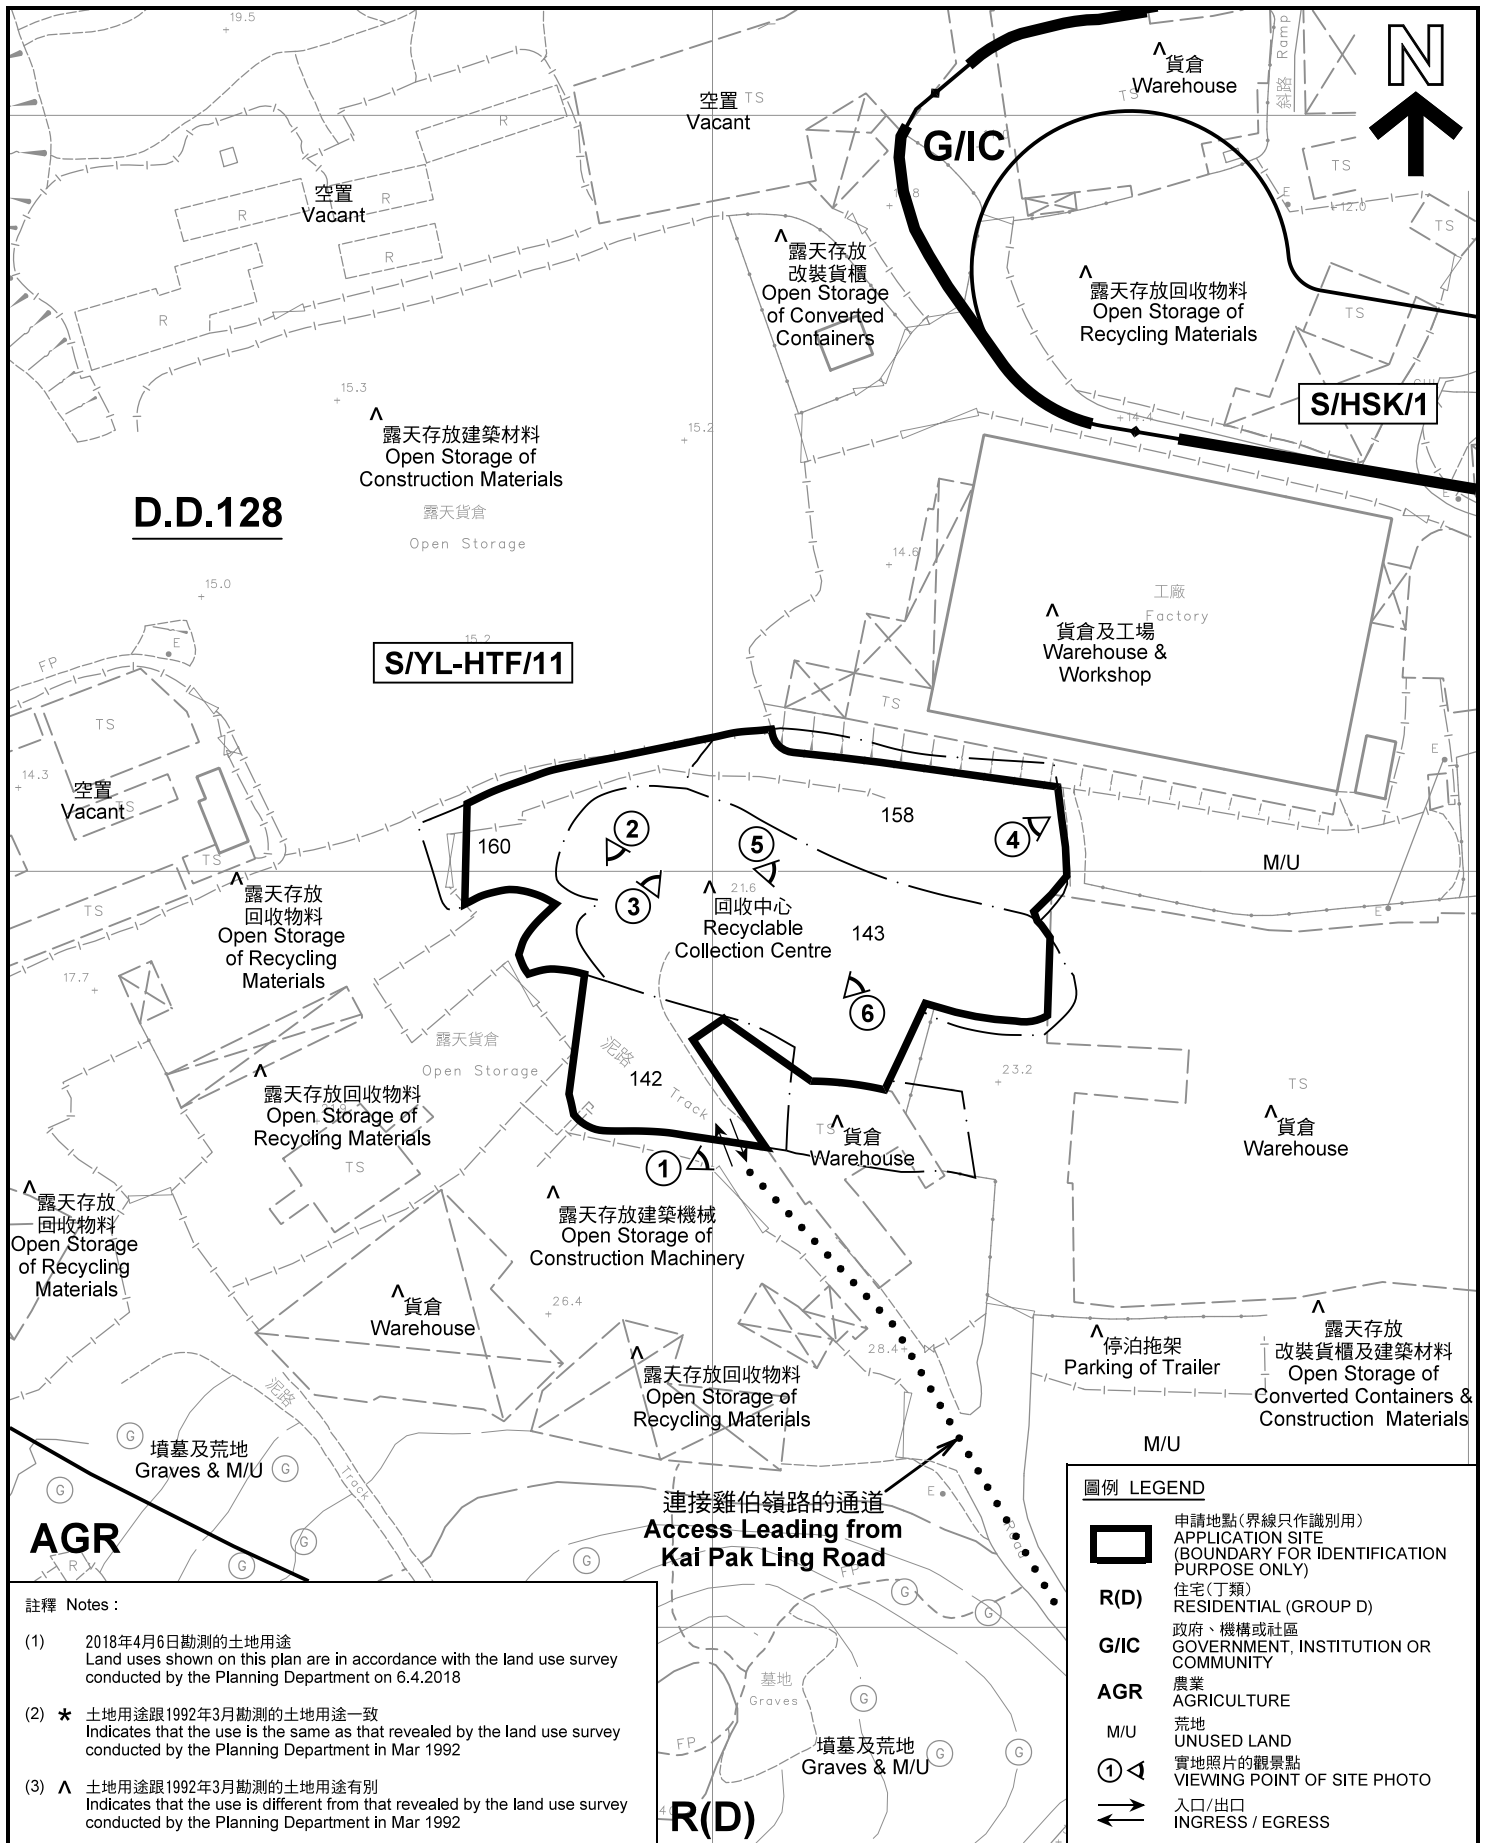 19.5
貨倉
Warehouse
斜路 Ramp
N
空置 TS
Vacant
TS
R
G/IC
TS
空置
Vacant
R
R
E
12.0
TS
R
露天存放
改裝貨櫃
Open Storage
of Converted
Containers
露天存放回收物料
Open Storage of
Recycling Materials
R
TS
15.3
S/HSK/1
14.4
露天存放建築材料
Open Storage of
Construction Materials
15.2
D.D.128
露天貨倉
Open Storage
E
14.6
15.0
工廠
Factory
貨倉及工場
Warehouse &
Workshop
15.2
S/YL-HTF/11
E
FP
TS
TS
14.3
E
空置
Vacant
TS
158
2
4
160
5
M/U
TS
21.6
3
露天存放
回收物料
Open Storage
of Recycling
Materials
回收中心
Recyclable
Collection Centre
143
TS
E
17.7
6
露天貨倉
Open Storage
泥路
Track
142
23.2
TS
露天存放回收物料
Open Storage of
Recycling Materials
TS
TS
貨倉
Warehouse
貨倉
Warehouse
1
露天存放
回收物料
Open Storage
of Recycling
Materials
露天存放建築機械
Open Storage of
Construction Machinery
貨倉
Warehouse
26.4
28.4
停泊拖架
Parking of Trailer
露天存放
改裝貨櫃及建築材料
Open Storage of
Converted Containers &
Construction Materials
露天存放回收物料
Open Storage of
Recycling Materials
泥路
Track
M/U
墳墓及荒地
Graves & M/U
G
G
G
G
G
G
AGR
R
連接雞伯嶺路的通道
Access Leading from
Kai Pak Ling Road
E
Road
FP
G
G
墓地
Graves
G
G
G
FP
墳墓及荒地
Graves & M/U
40
R(D)
註釋 Notes :
(1) 2018年4月6日勘測的土地用途
Land uses shown on this plan are in accordance with the land use survey
conducted by the Planning Department on 6.4.2018
(2) * 土地用途跟1992年3月勘測的土地用途一致
Indicates that the use is the same as that revealed by the land use survey
conducted by the Planning Department in Mar 1992
(3) ∧ 土地用途跟1992年3月勘測的土地用途有別
Indicates that the use is different from that revealed by the land use survey
conducted by the Planning Department in Mar 1992
圖例 LEGEND
申請地點(界線只作識別用)
APPLICATION SITE
(BOUNDARY FOR IDENTIFICATION
PURPOSE ONLY)
R(D) 住宅(丁類)
RESIDENTIAL (GROUP D)
G/IC 政府、機構或社區
GOVERNMENT, INSTITUTION OR
COMMUNITY
AGR 農業
AGRICULTURE
M/U 荒地
UNUSED LAND
1 實地照片的觀景點
VIEWING POINT OF SITE PHOTO
入口/出口
INGRESS / EGRESS